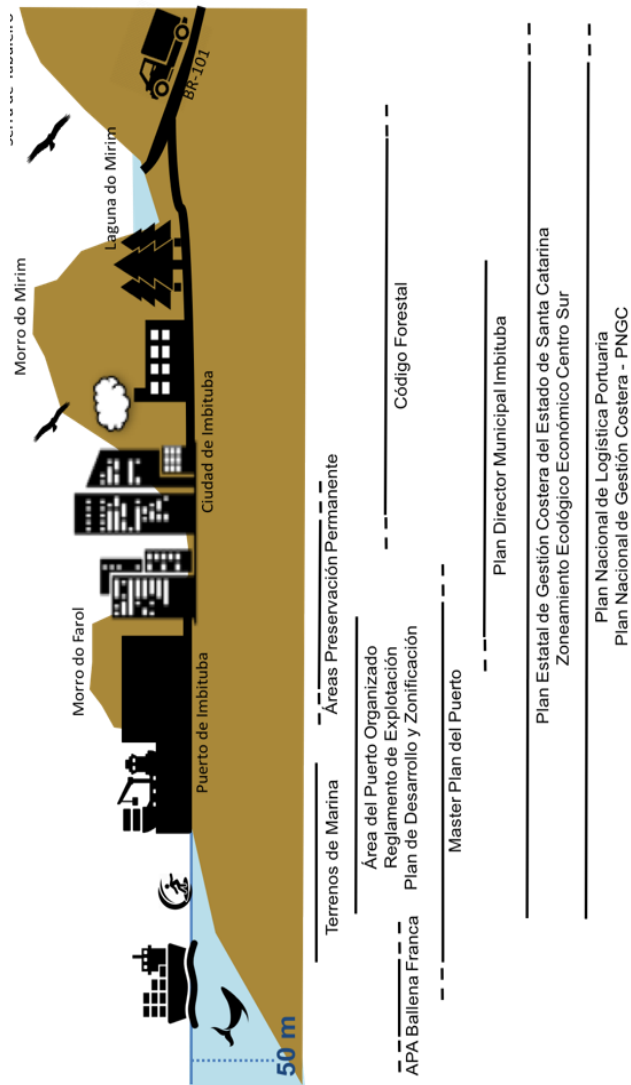 Morro do Mirim
Morro do Farol
Laguna do Mirim
BR-101
Puerto de Imbituba
Ciudad de Imbituba
50 m
Terrenos de Marina
Áreas Preservación Permanente
Área del Puerto Organizado
Reglamento de Explotación
Plan de Desarrollo y Zonificación
APA Ballena Franca
Código Forestal
Master Plan del Puerto
Plan Director Municipal Imbituba
Plan Estatal de Gestión Costera del Estado de Santa Catarina
Zoneamiento Ecológico Económico Centro Sur
Plan Nacional de Logística Portuaria
Plan Nacional de Gestión Costera - PNGC